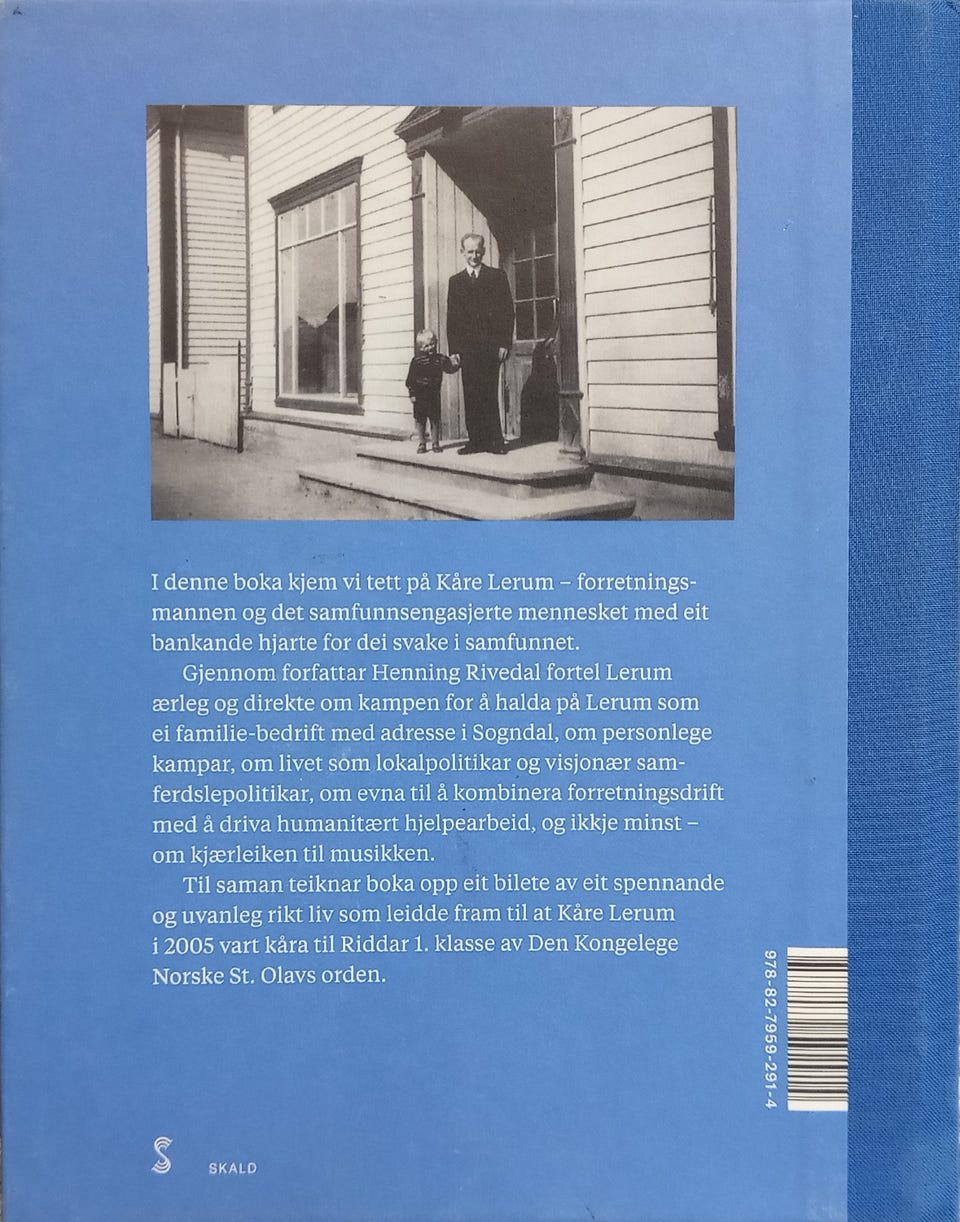 I denne boka kjem vi tett på Kåre Lerum – forretnings-
mannen og det samfunnsengasjerte mennesket med eit
bankande hjarte for dei svake i samfunnet.
Gjennom forfattar Henning Rivedal fortel Lerum
ærleg og direkte om kampen for å halda på Lerum som
ei familie-bedrift med adresse i Sogndal, om personlege
kampar, om livet som lokalpolitikar og visjonær sam-
ferdslepolitikar, om evna til å kombinera forretningsdrift
med å driva humanitært hjelpearbeid, og ikkje minst –
om kjærleiken til musikken.
Til saman teiknar boka opp eit bilete av eit spennande
og uvanleg rikt liv som leidde fram til at Kåre Lerum
i 2005 vart kåra til Riddar 1. klasse av Den Kongelege
Norske St. Olavs orden.
978-82-7959-291-4
S SKALD